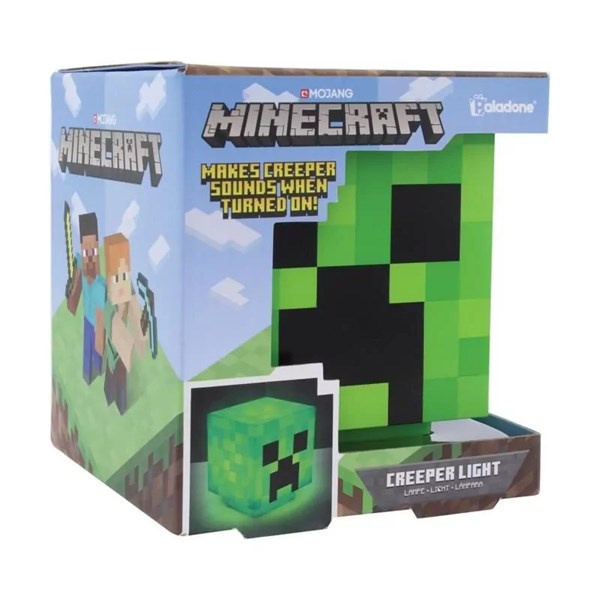 MOJANG
MINECRAFT
MOJANG
MINECRAFT
Paladone®
MAKES CREEPER
SOUNDS WHEN
TURNED ON!
CREEPER LIGHT
LAMPE • LICHT • LÁMPARA